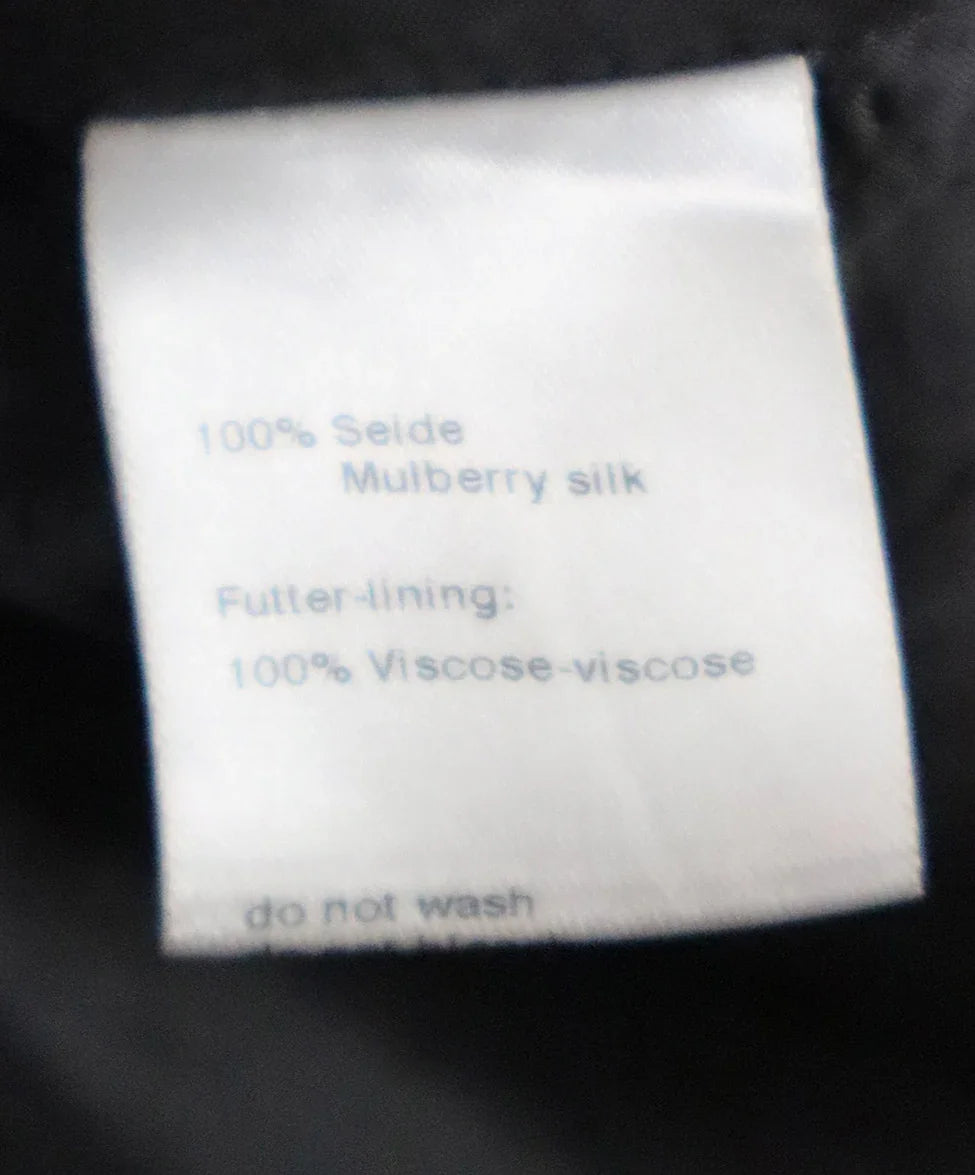 100% Seide
Mulberry silk
Futter-lining:
100% Viscose-viscose
do not wash